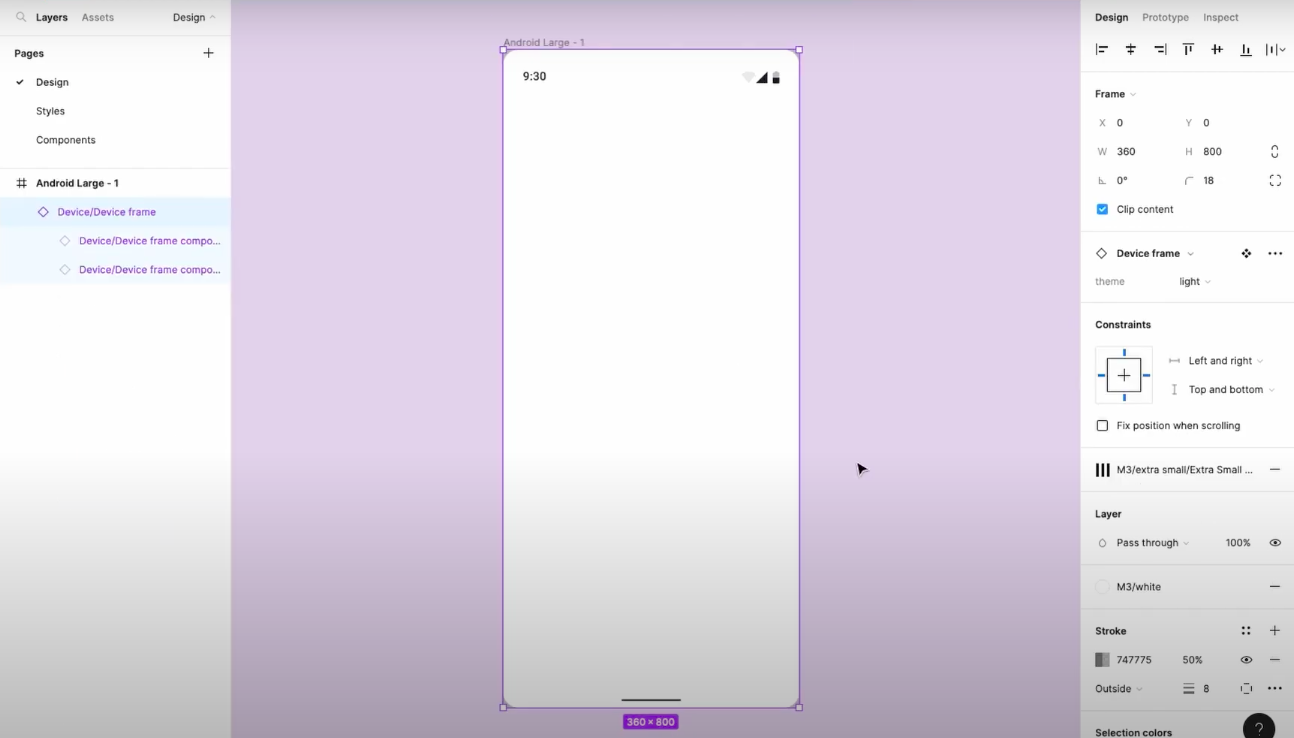 Layers Assets Design
Pages
Design
Styles
Components
Android Large - 1
Device/Device frame
Device/Device frame compo...
Device/Device frame compo...
Android Large - 1
9:30
360 × 800
Design Prototype Inspect
Frame
X 0 Y 0
W 360 H 800
0° 18
Clip content
Device frame
theme light
Constraints
Left and right
Top and bottom
Fix position when scrolling
M3/extra small/Extra Small ...
Layer
Pass through 100%
M3/white
Stroke
747775 50%
Outside 8
Selection colors
?